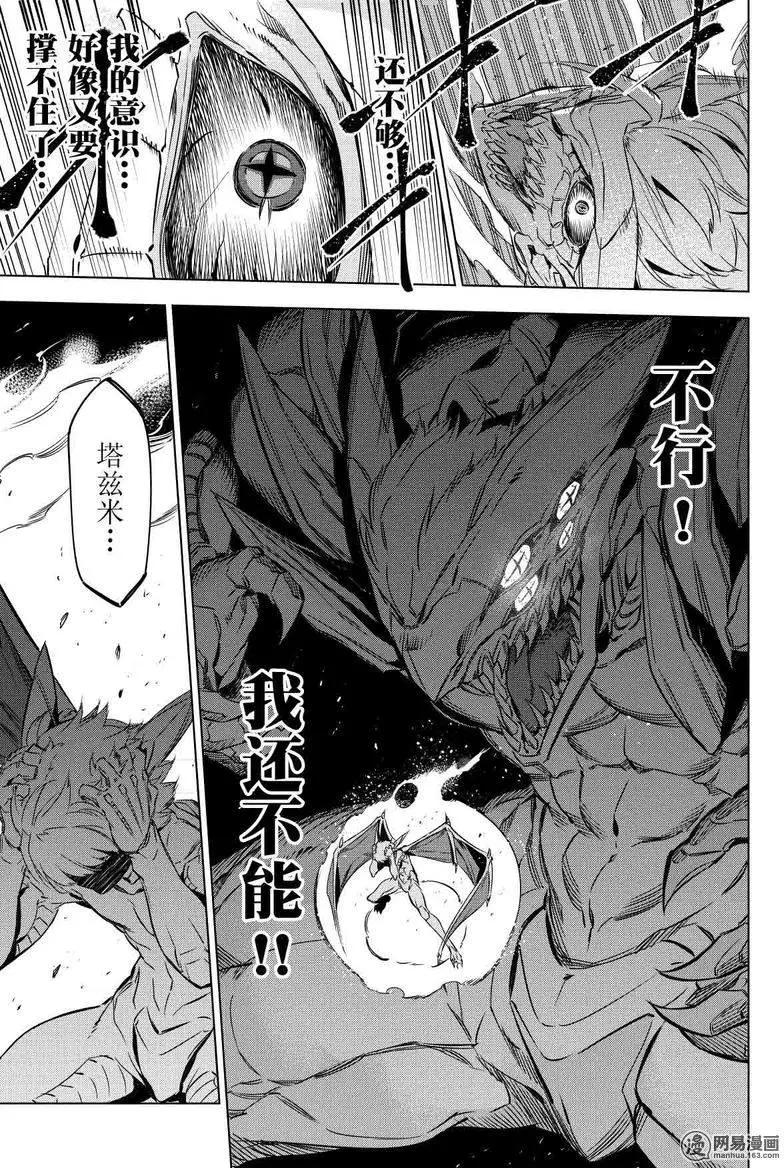 还不够…
我的意识…
好像又要
撑不住了…
不行！
我还不能！！
塔兹米…
网易漫画
manhua.163.com